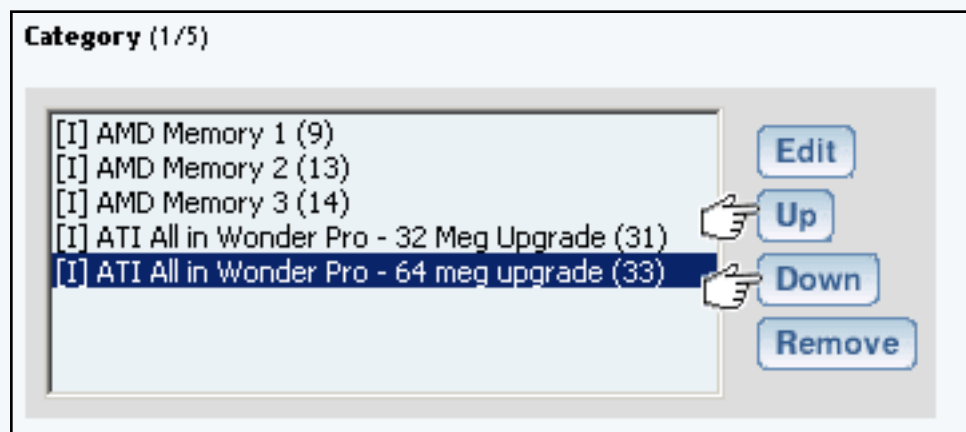 Category (1/5)
[I] AMD Memory 1 (9)
[I] AMD Memory 2 (13)
[I] AMD Memory 3 (14)
[I] ATI All in Wonder Pro - 32 Meg Upgrade (31)
[I] ATI All in Wonder Pro - 64 meg upgrade (33)
Edit
Up
Down
Remove